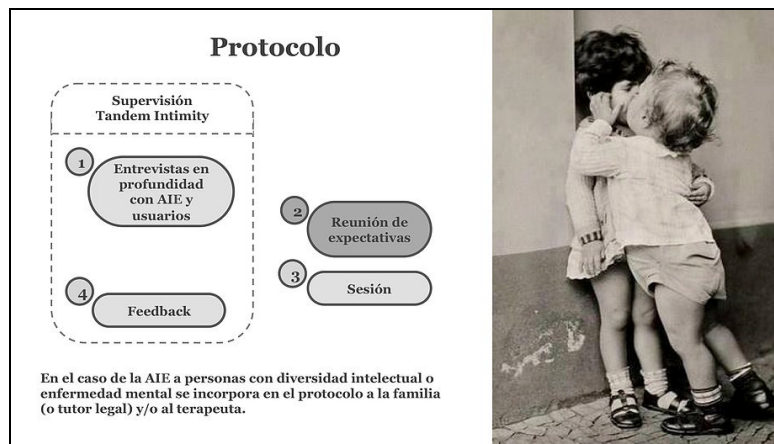 Protocolo
Supervisión
Tandem Intimity
1
Entrevistas en
profundidad
con AIE y
usuarios
2
Reunión de
expectativas
3
Sesión
4
Feedback
En el caso de la AIE a personas con diversidad intelectual o
enfermedad mental se incorpora en el protocolo a la familia
(o tutor legal) y/o al terapeuta.